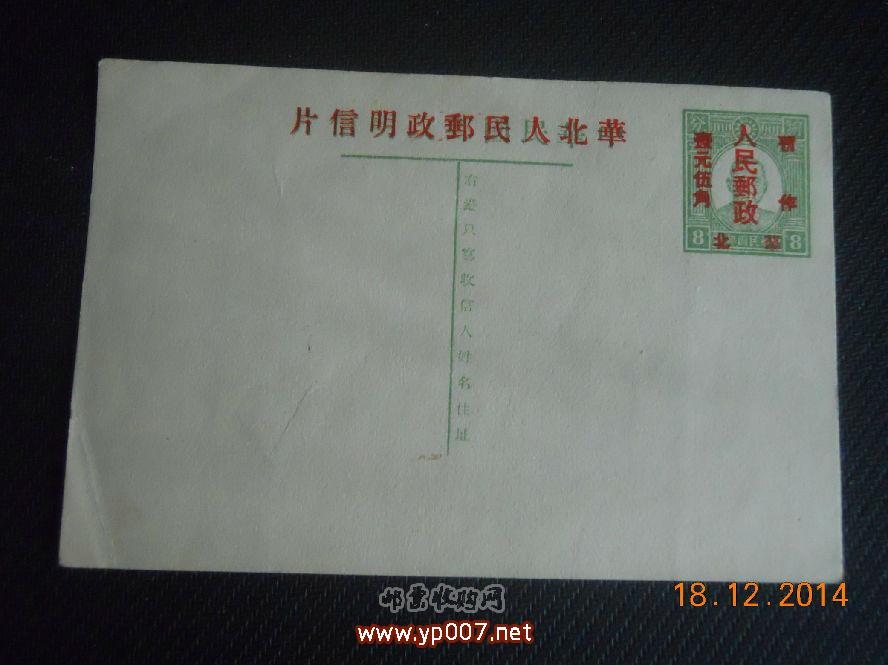 華北人民郵政明信片
人民郵政
暫作
壹元伍角
華北
8
8
右邊只寫收信人姓名住址
18.12.2014
邮票收购网
www.yp007.net